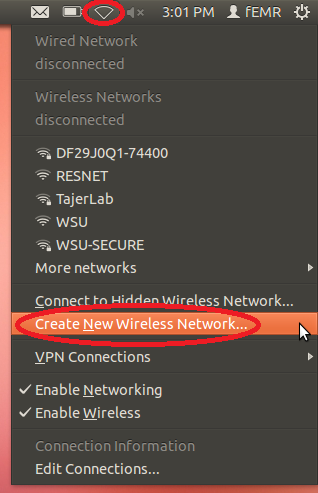 3:01 PM fEMR
Wired Network
disconnected
Wireless Networks
disconnected
DF29J0Q1-74400
RESNET
TajerLab
WSU
WSU-SECURE
More networks
Connect to Hidden Wireless Network...
Create New Wireless Network...
VPN Connections
Enable Networking
Enable Wireless
Connection Information
Edit Connections...